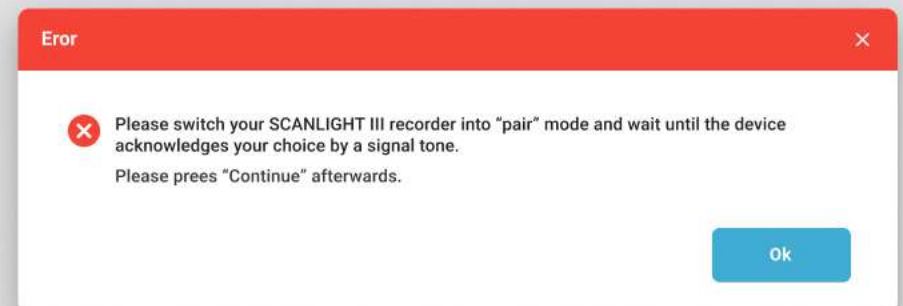 Eror
Please switch your SCANLIGHT III recorder into “pair” mode and wait until the device
acknowledges your choice by a signal tone.
Please prees “Continue” afterwards.
Ok